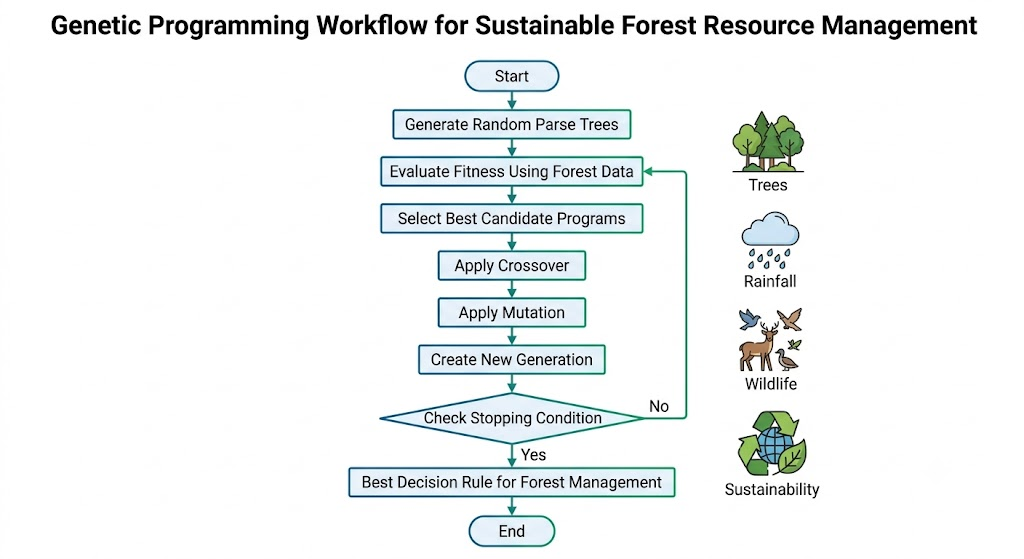 Genetic Programming Workflow for Sustainable Forest Resource Management
Start
Generate Random Parse Trees
Evaluate Fitness Using Forest Data
Select Best Candidate Programs
Apply Crossover
Apply Mutation
Create New Generation
Check Stopping Condition
No
Yes
Best Decision Rule for Forest Management
End
Trees
Rainfall
Wildlife
Sustainability